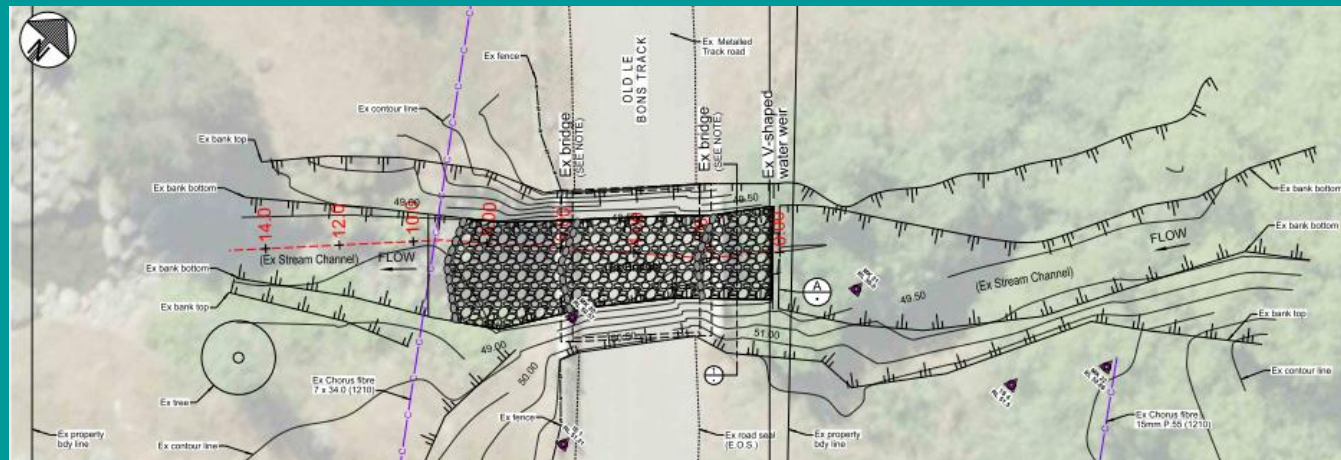 N
Ex fence
OLD LE
BONS TRACK
Ex Metalled
Track road
Ex contour line
Ex bridge
(SEE NOTE)
Ex bridge
(SEE NOTE)
Ex V-shaped
water weir
Ex bank top
Ex bank bottom
49.00
49.50
14.0
12.0
10.0
(Ex Stream Channel)
FLOW
Ex bank bottom
Ex bank bottom
FLOW
(Ex Stream Channel)
Ex bank bottom
Ex bank top
A
49.50
Ex bank top
49.00
51.00
50.00
Ex Chorus fibre
7 x 34.0 (1210)
Ex tree
Ex contour line
Ex fence
Ex Chorus fibre
15mm P.55 (1210)
Ex property
bdy line
Ex contour line
Ex road seal
(E.O.S.)
Ex property
bdy line